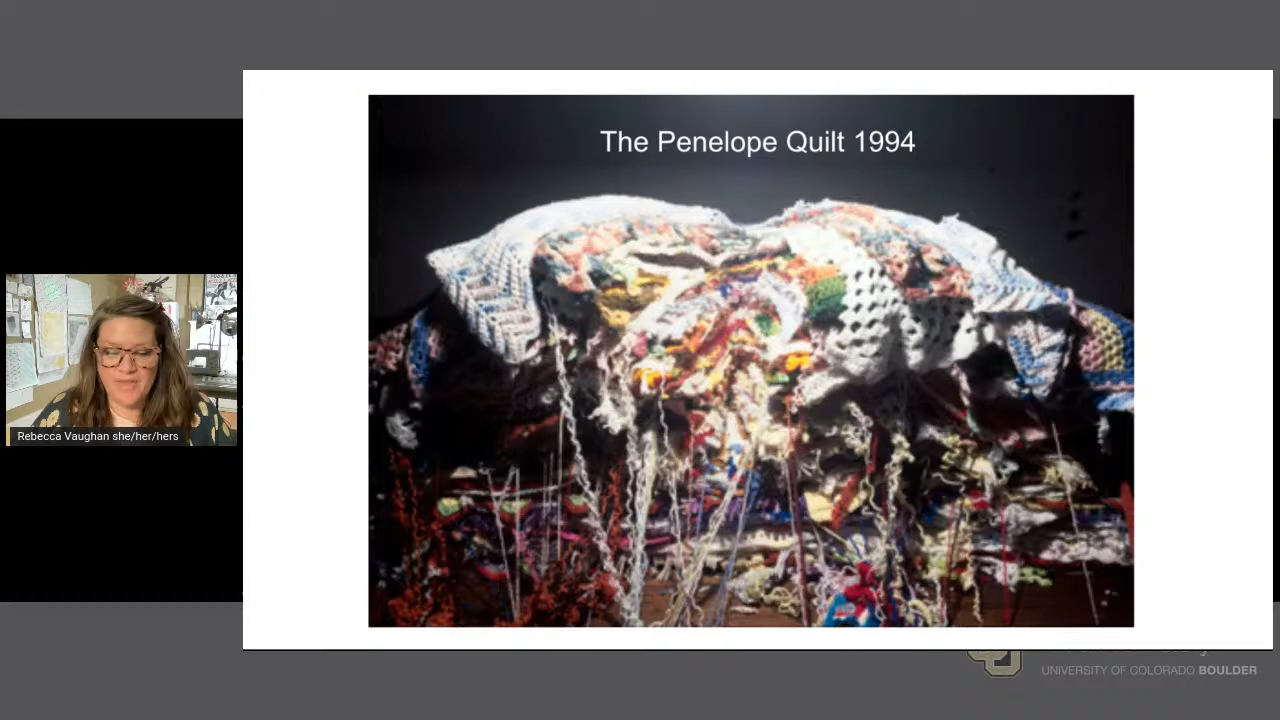 The Penelope Quilt 1994
Rebecca Vaughan she/her/hers
UNIVERSITY OF COLORADO BOULDER